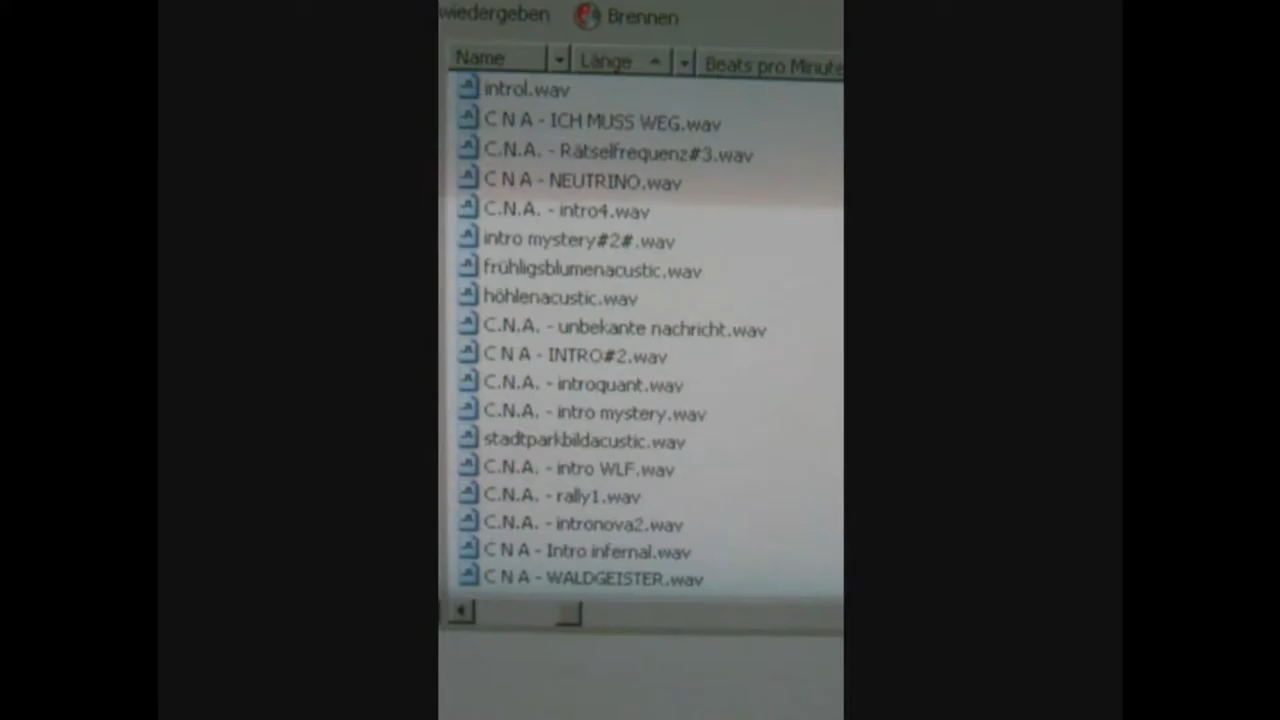 wiedergeben Brennen
Name Länge Beats pro Minute
introl.wav
C N A - ICH MUSS WEG.wav
C.N.A. - Rätselfrequenz#3.wav
C N A - NEUTRINO.wav
C.N.A. - intro4.wav
intro mystery#2#.wav
frühligsblumenacustic.wav
höhlenacustic.wav
C.N.A. - unbekante nachricht.wav
C N A - INTRO#2.wav
C.N.A. - introquant.wav
C.N.A. - intro mystery.wav
stadtparkbildacustic.wav
C.N.A. - intro WLF.wav
C.N.A. - rally1.wav
C.N.A. - intronova2.wav
C N A - Intro infernal.wav
C N A - WALDGEISTER.wav